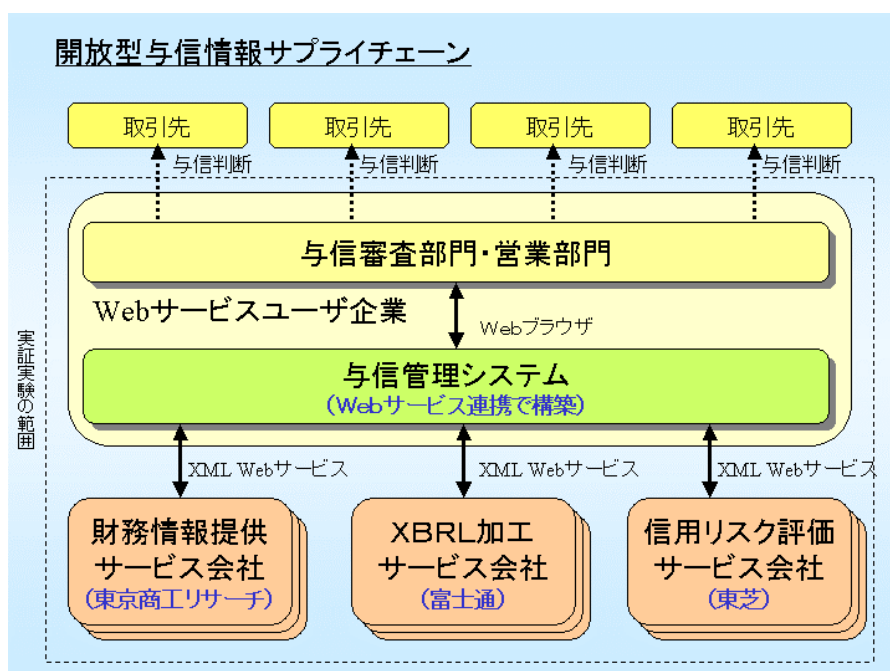 開放型与信情報サプライチェーン
取引先
取引先
取引先
取引先
与信判断
与信判断
与信判断
与信判断
与信審査部門・営業部門
Webサービスユーザ企業
Webブラウザ
与信管理システム
(Webサービス連携で構築)
実証実験の範囲
XML Webサービス
XML Webサービス
XML Webサービス
財務情報提供
サービス会社
(東京商工リサーチ)
XBRL加工
サービス会社
(富士通)
信用リスク評価
サービス会社
(東芝)